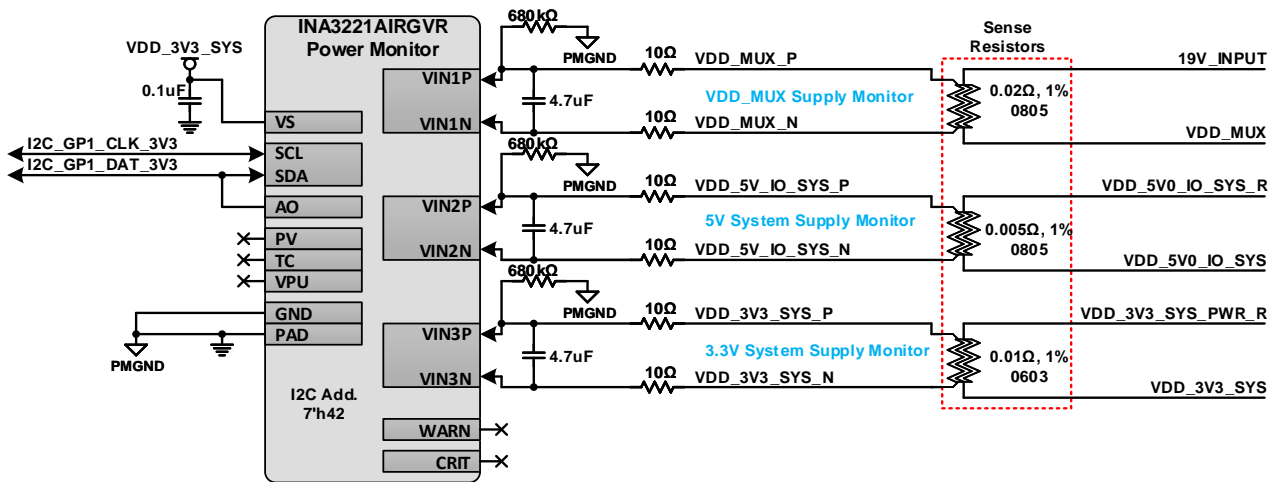 INA3221AIRGVR
Power Monitor
VDD_3V3_SYS
0.1uF
VS
I2C_GP1_CLK_3V3
SCL
I2C_GP1_DAT_3V3
SDA
AO
PV
TC
VPU
GND
PAD
PMGND
I2C Add.
7'h42
VIN1P
VIN1N
VIN2P
VIN2N
VIN3P
VIN3N
WARN
CRIT
680kΩ
PMGND
4.7uF
10Ω
VDD_MUX_P
VDD_MUX Supply Monitor
10Ω
VDD_MUX_N
680kΩ
PMGND
4.7uF
10Ω
VDD_5V_IO_SYS_P
5V System Supply Monitor
10Ω
VDD_5V_IO_SYS_N
680kΩ
PMGND
4.7uF
10Ω
VDD_3V3_SYS_P
3.3V System Supply Monitor
10Ω
VDD_3V3_SYS_N
Sense
Resistors
19V_INPUT
0.02Ω, 1%
0805
VDD_MUX
VDD_5V0_IO_SYS_R
0.005Ω, 1%
0805
VDD_5V0_IO_SYS
VDD_3V3_SYS_PWR_R
0.01Ω, 1%
0603
VDD_3V3_SYS